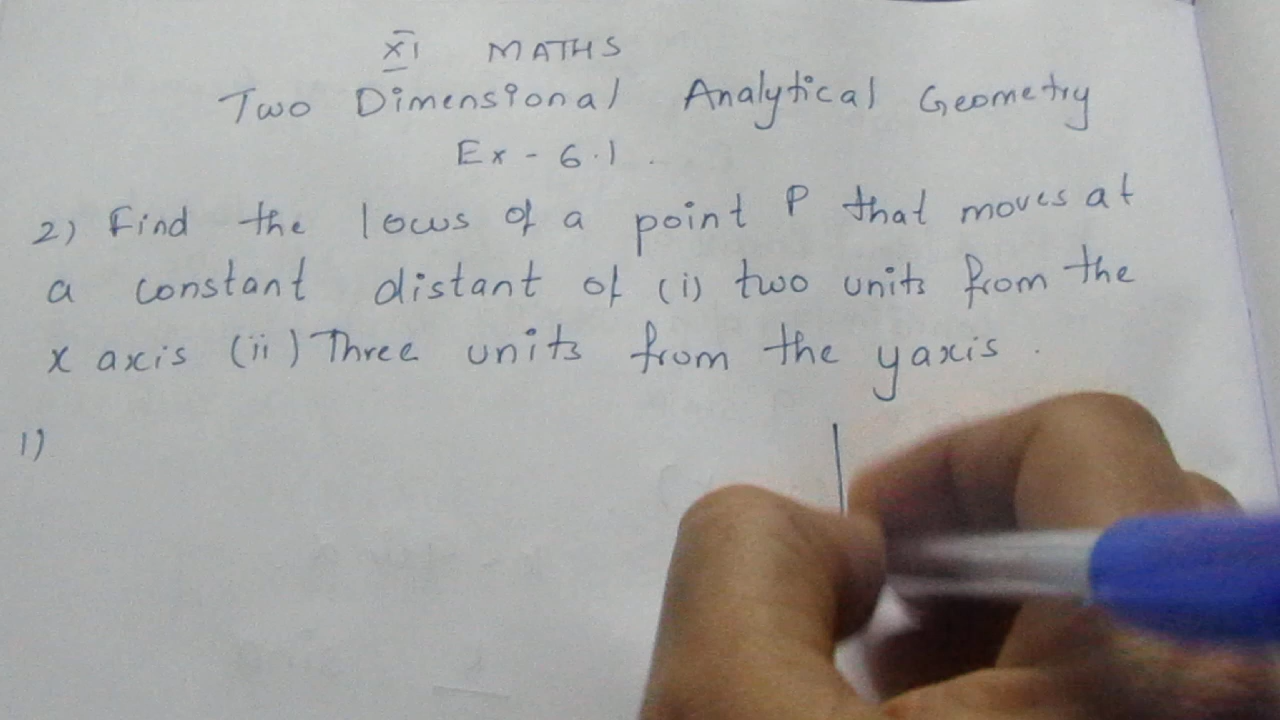 XI MATHS
Two Dimensional Analytical Geometry
Ex - 6.1.
2) Find the locus of a point P that moves at
a constant distant of (i) two units from the
x axis (ii) Three units from the y axis.
1)